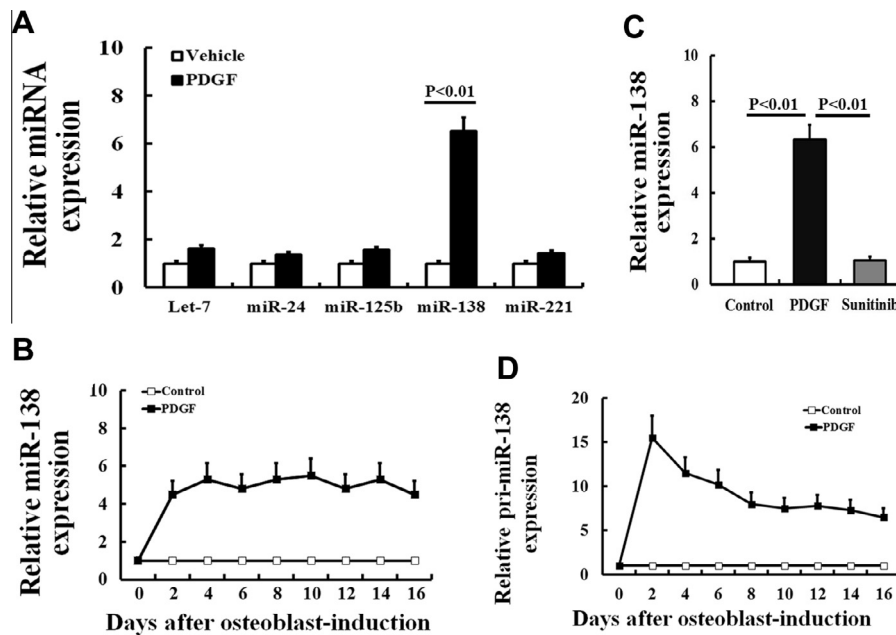 A
Relative miRNA
expression
10
8
6
4
2
0
Vehicle
PDGF
P<0.01
Let-7 miR-24 miR-125b miR-138 miR-221
C
Relative miR-138
expression
10
8
6
4
2
0
P<0.01 P<0.01
Control PDGF Sunitinib
B
Relative miR-138
expression
10
8
6
4
2
0
Control
PDGF
0 2 4 6 8 10 12 14 16
Days after osteoblast-induction
D
Relative pri-miR-138
expression
20
15
10
5
0
Control
PDGF
0 2 4 6 8 10 12 14 16
Days after osteoblast-induction